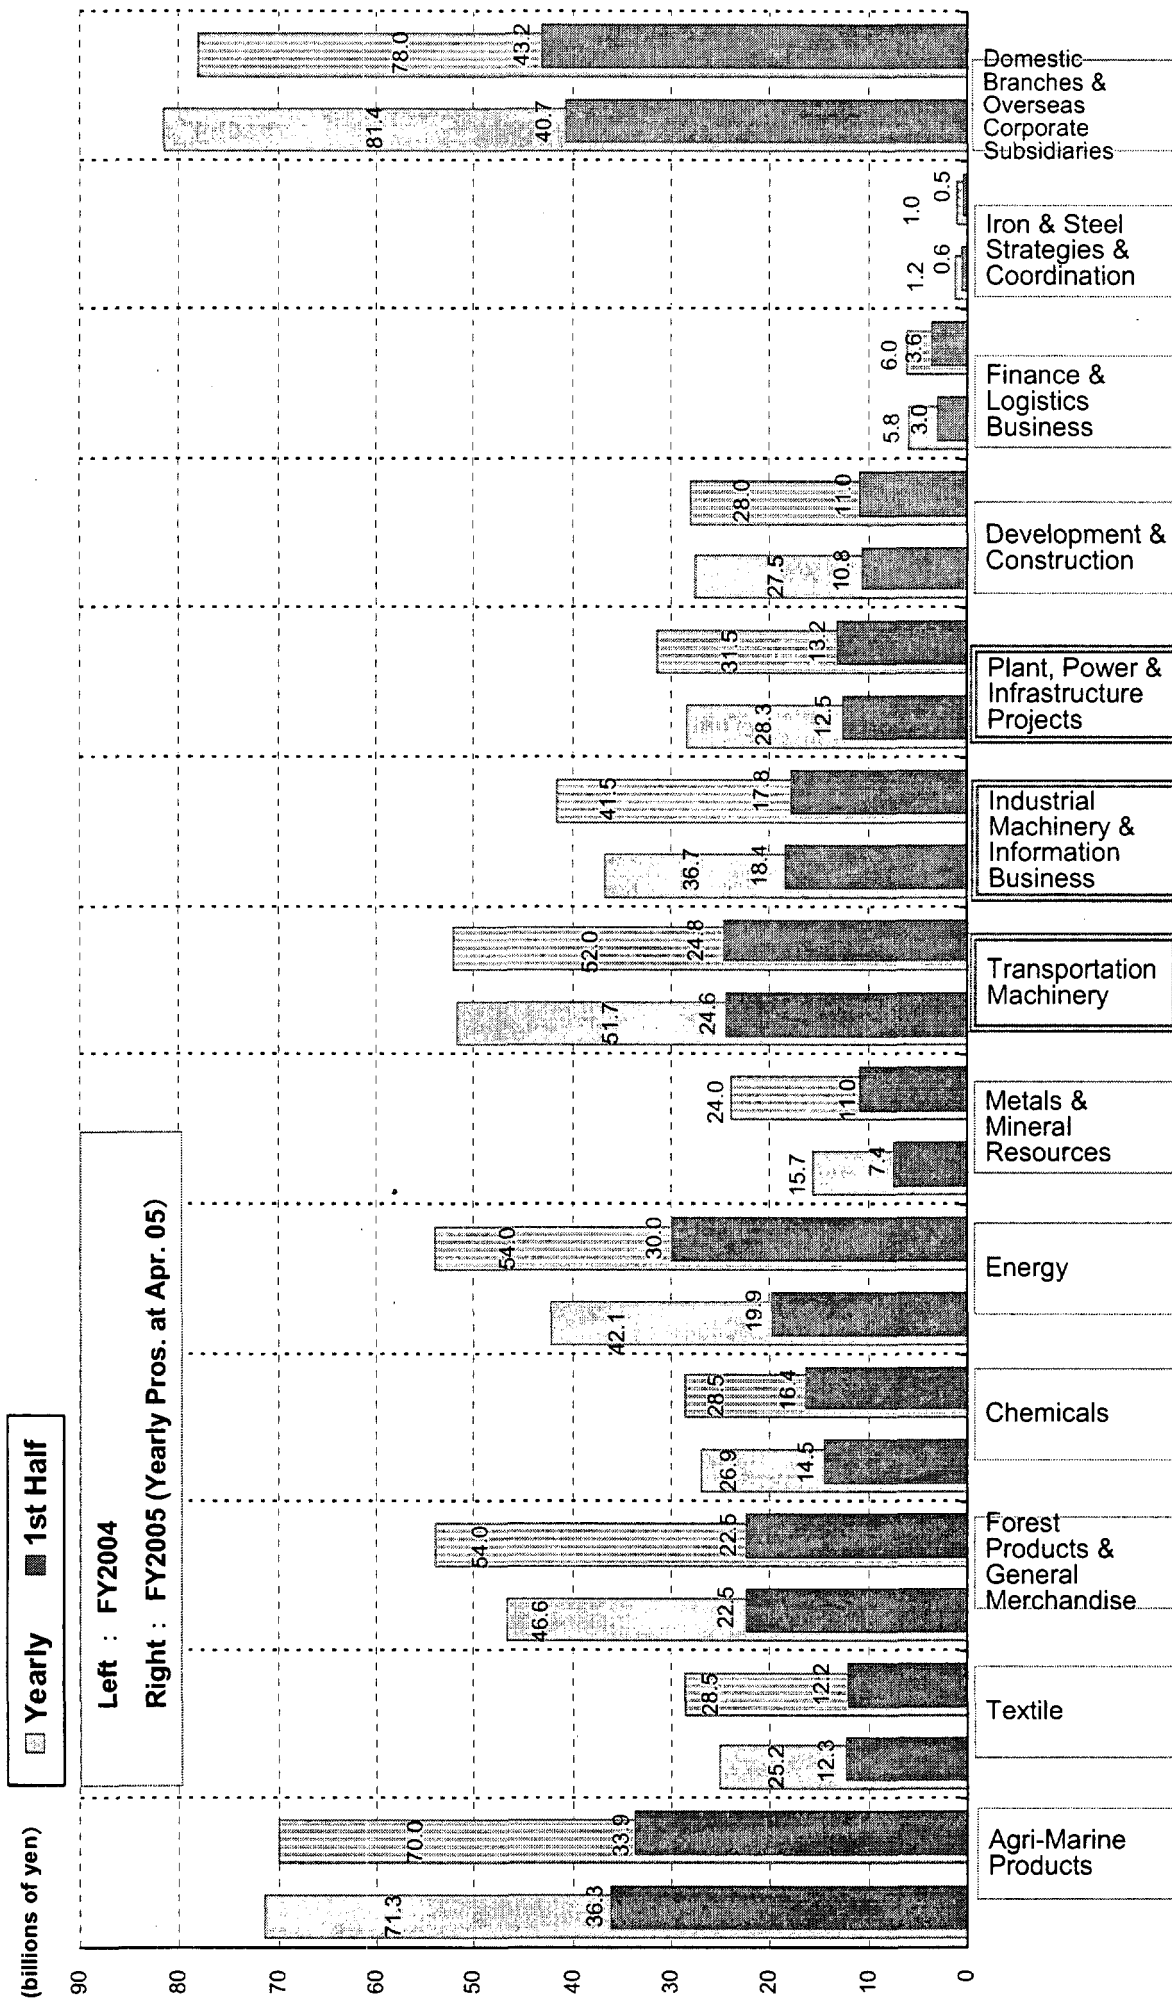 (billions of yen)
Yearly 1st Half
Left : FY2004
Right : FY2005 (Yearly Pros. at Apr. 05)
90
80
70
60
50
40
30
20
10
0
71.3
36.3
70.0
33.9
25.2
12.3
28.5
12.2
46.6
22.5
54.0
22.5
26.9
14.5
28.5
16.4
42.1
19.9
54.0
30.0
15.7
7.4
24.0
11.0
51.7
24.6
52.0
24.8
36.7
18.4
41.5
17.8
28.3
12.5
31.5
13.2
27.5
10.8
28.0
11.0
5.8
3.0
6.0
3.6
1.2
0.6
1.0
0.5
81.4
40.7
78.0
43.2
Agri-Marine
Products
Textile
Forest
Products &
General
Merchandise
Chemicals
Energy
Metals &
Mineral
Resources
Transportation
Machinery
Industrial
Machinery &
Information
Business
Plant, Power &
Infrastructure
Projects
Development &
Construction
Finance &
Logistics
Business
Iron & Steel
Strategies &
Coordination
Domestic
Branches &
Overseas
Corporate
Subsidiaries